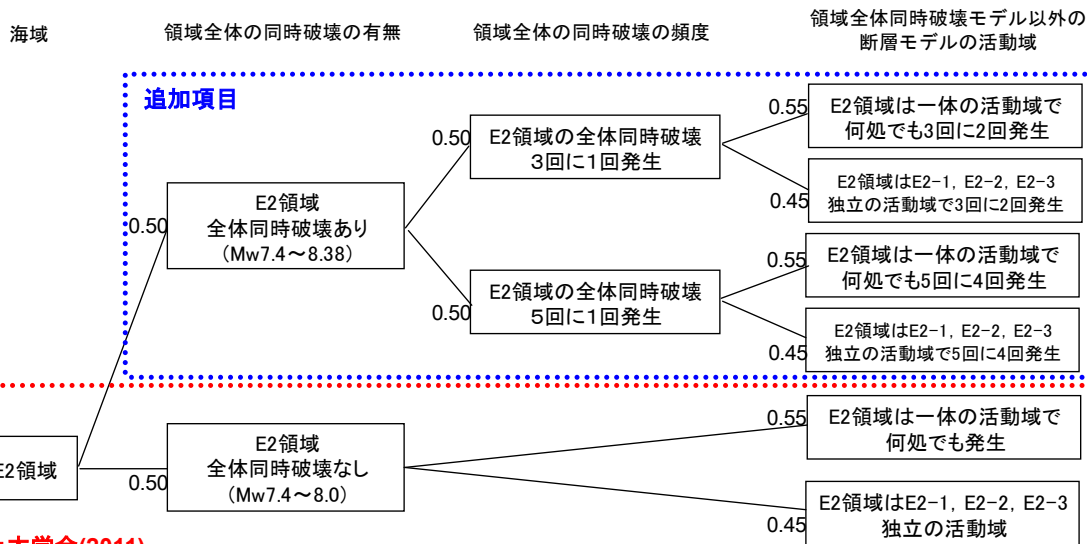 海域
領域全体の同時破壊の有無
領域全体の同時破壊の頻度
領域全体同時破壊モデル以外の
断層モデルの活動域
追加項目
0.50
E2領域
全体同時破壊あり
(Mw7.4～8.38)
0.50
E2領域の全体同時破壊
3回に1回発生
0.55
E2領域は一体の活動域で
何処でも3回に2回発生
0.45
E2領域はE2-1, E2-2, E2-3
独立の活動域で3回に2回発生
0.50
E2領域の全体同時破壊
5回に1回発生
0.55
E2領域は一体の活動域で
何処でも5回に4回発生
0.45
E2領域はE2-1, E2-2, E2-3
独立の活動域で5回に4回発生
E2領域
0.50
E2領域
全体同時破壊なし
(Mw7.4～8.0)
0.55
E2領域は一体の活動域で
何処でも発生
0.45
E2領域はE2-1, E2-2, E2-3
独立の活動域
木学会(2011)